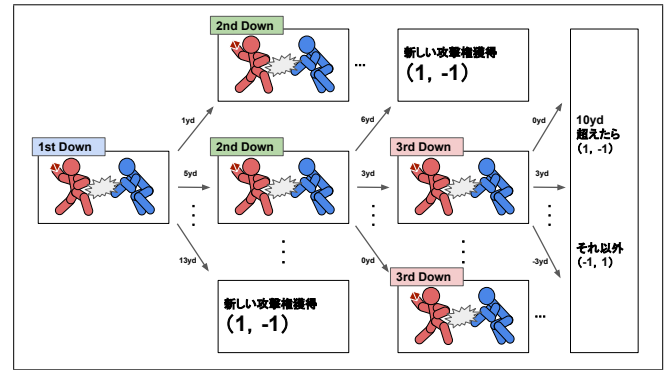 2nd Down
...
新しい攻撃権獲得
(1, -1)
1yd
6yd
0yd
10yd
超えたら
(1, -1)
1st Down
2nd Down
3rd Down
5yd
3yd
3yd
それ以外
(-1, 1)
13yd
0yd
-3yd
3rd Down
新しい攻撃権獲得
(1, -1)
...